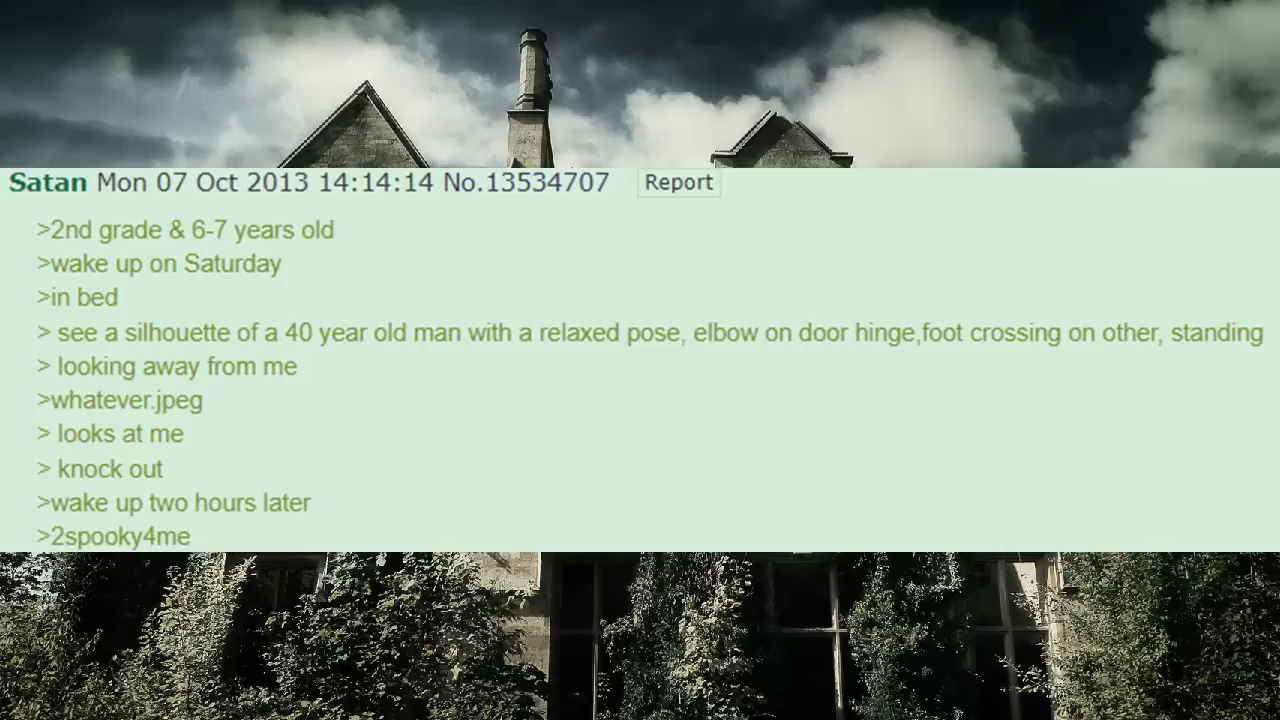 Satan Mon 07 Oct 2013 14:14:14 No.13534707 Report
>2nd grade & 6-7 years old
>wake up on Saturday
>in bed
> see a silhouette of a 40 year old man with a relaxed pose, elbow on door hinge,foot crossing on other, standing
> looking away from me
>whatever.jpeg
> looks at me
> knock out
>wake up two hours later
>2spooky4me